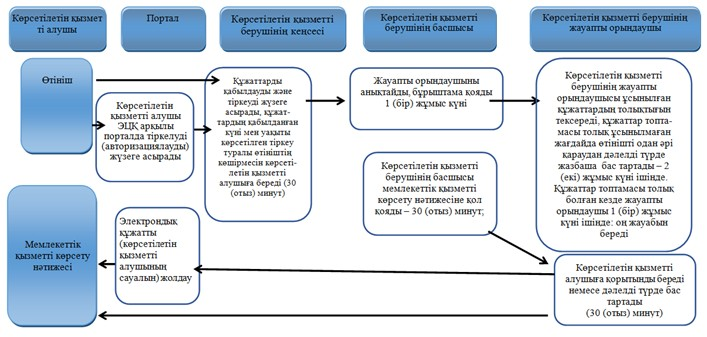 Көрсетілетін қызмет
ті алушы
Портал
Көрсетілетін қызметті
берушінің кеңсесі
Көрсетілетін қызметті
берушінің басшысы
Көрсетілетін қызметті берушінің
жауапты орындаушы
Өтініш
Көрсетілетін
қызметті алушы
ЭЦҚ арқылы
порталда тіркелуді
(авторизациялауды)
жүзеге асырады
Құжаттарды
қабылдауды және
тіркеуді жүзеге
асырады, құжат-
тардың қабылданған
күні мен уақыты
көрсетілген тіркеу
туралы өтініштің
көшірмесін көрсеті-
летін қызметті
алушыға береді (30
(отыз) минут)
Жауапты орындаушыны
анықтайды, бұрыштама қояды
1 (бір) жұмыс күні
Көрсетілетін қызметті
берушінің жауапты
орындаушысы ұсынылған
құжаттардың толықтығын
тексереді, құжаттар топта-
масы толық ұсынылмаған
жағдайда өтінішті одан әрі
қараудан дәлелді түрде
жазбаша бас тартады – 2
(екі) жұмыс күні ішінде.
Құжаттар топтамасы толық
болған кезде жауапты
орындаушы 1 (бір) жұмыс
күні ішінде: оң жауабын
береді
Көрсетілетін қызметті
берушінің басшысы
мемлекеттік қызметті
көрсету нәтижесіне қол
қояды – 30 (отыз) минут;
Мемлекеттік
қызметті көрсету
нәтижесі
Электрондық
құжатты
(көрсетілетін
қызметті
алушының
сауалын) жолдау
Көрсетілетін қызметті
алушыға қорытынды береді
немесе дәлелді түрде бас
тартады
(30 (отыз) минут)